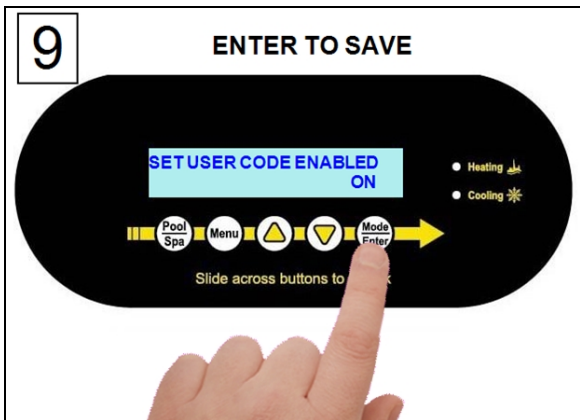 9
ENTER TO SAVE
SET USER CODE ENABLED
ON
Heating
Cooling
Pool
Spa
Menu
Mode
Enter
Slide across buttons to